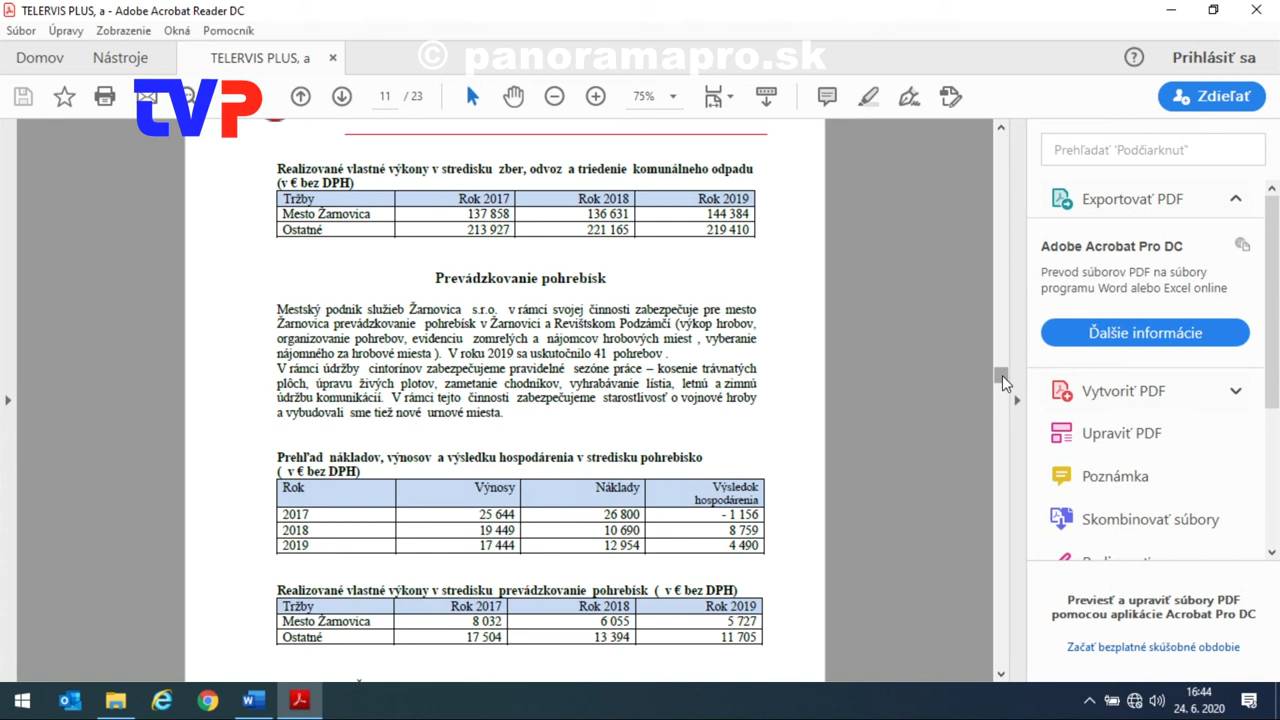 TELERVIS PLUS, a - Adobe Acrobat Reader DC
Súbor Úpravy Zobrazenie Okná Pomocník
© panoramapro.sk
Domov Nástroje TELERVIS PLUS, a × Prihlásiť sa
TVP
11 / 23 75% Zdieľať
Realizované vlastné výkony v stredisku zber, odvoz a triedenie komunálneho odpadu
(v € bez DPH)
Tržby Rok 2017 Rok 2018 Rok 2019
Mesto Žarnovica 137 858 136 631 144 384
Ostatné 213 927 221 165 219 410
Prevádzkovanie pohrebísk
Mestský podnik služieb Žarnovica s.r.o. v rámci svojej činnosti zabezpečuje pre mesto
Žarnovica prevádzkovanie pohrebísk v Žarnovici a Revištskom Podzámčí (výkop hrobov,
organizovanie pohrebov, evidenciu zomrelých a nájomcov hrobových miest , vyberanie
nájomného za hrobové miesta ). V roku 2019 sa uskutočnilo 41 pohrebov .
V rámci údržby cintorínov zabezpečujeme pravidelné sezóne práce – kosenie trávnatých
plôch, úpravu živých plotov, zametanie chodníkov, vyhrabávanie lístia, letnú a zimnú
údržbu komunikácií. V rámci tejto činnosti zabezpečujeme starostlivosť o vojnové hroby
a vybudovali sme tiež nové urnové miesta.
Prehľad nákladov, výnosov a výsledku hospodárenia v stredisku pohrebisko
( v € bez DPH)
Rok Výnosy Náklady Výsledok
hospodárenia
2017 25 644 26 800 - 1 156
2018 19 449 10 690 8 759
2019 17 444 12 954 4 490
Realizované vlastné výkony v stredisku prevádzkovanie pohrebísk ( v € bez DPH)
Tržby Rok 2017 Rok 2018 Rok 2019
Mesto Žarnovica 8 032 6 055 5 727
Ostatné 17 504 13 394 11 705
Prehľadať "Podčiarknuť"
Exportovať PDF
Adobe Acrobat Pro DC
Prevod súborov PDF na súbory
programu Word alebo Excel online
Ďalšie informácie
Vytvoriť PDF
Upraviť PDF
Poznámka
Skombinovať súbory
Previesť a upraviť súbory PDF
pomocou aplikácie Acrobat Pro DC
Začať bezplatné skúšobné obdobie
16:44
24. 6. 2020